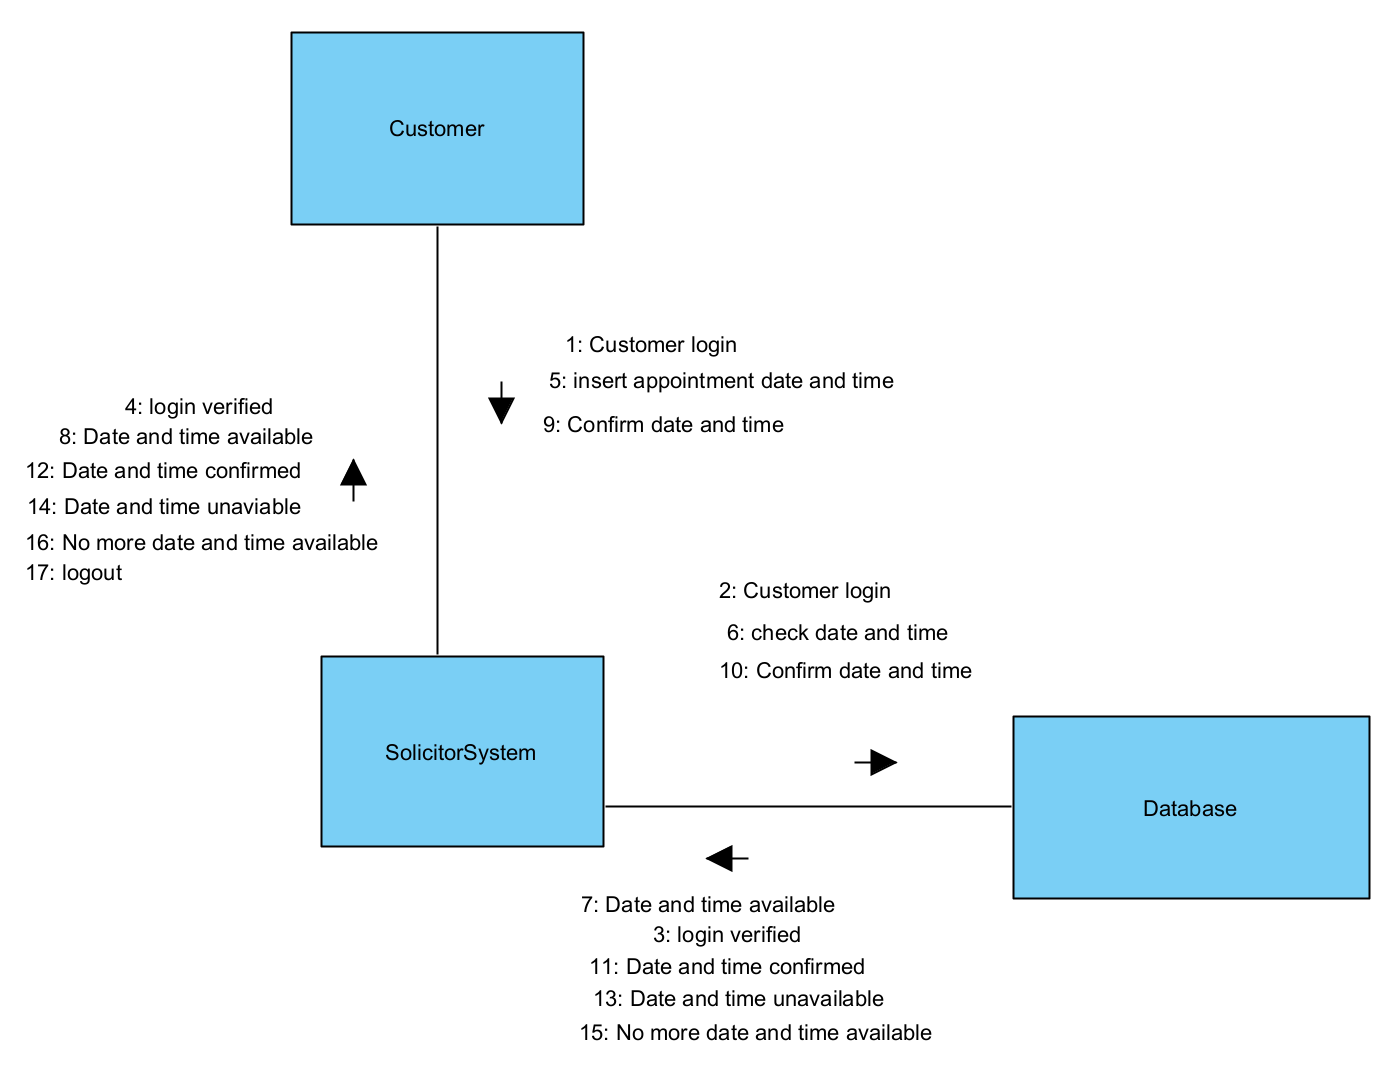 Customer
1: Customer login
5: insert appointment date and time
9: Confirm date and time
4: login verified
8: Date and time available
12: Date and time confirmed
14: Date and time unaviable
16: No more date and time available
17: logout
2: Customer login
6: check date and time
10: Confirm date and time
SolicitorSystem
Database
7: Date and time available
3: login verified
11: Date and time confirmed
13: Date and time unavailable
15: No more date and time available